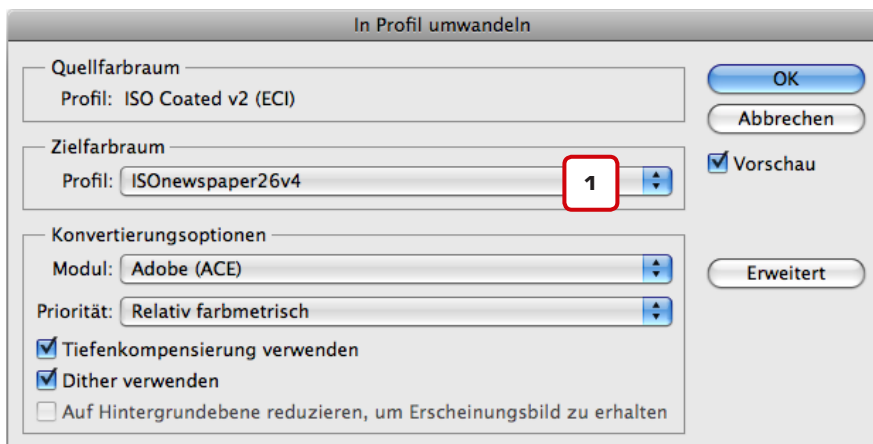 In Profil umwandeln
Quellfarbraum
Profil: ISO Coated v2 (ECI)
Zielfarbraum
Profil: ISOnewspaper26v4
1
Konvertierungsoptionen
Modul: Adobe (ACE)
Priorität: Relativ farbmetrisch
Tiefenkompensierung verwenden
Dither verwenden
Auf Hintergrundebene reduzieren, um Erscheinungsbild zu erhalten
OK
Abbrechen
Vorschau
Erweitert